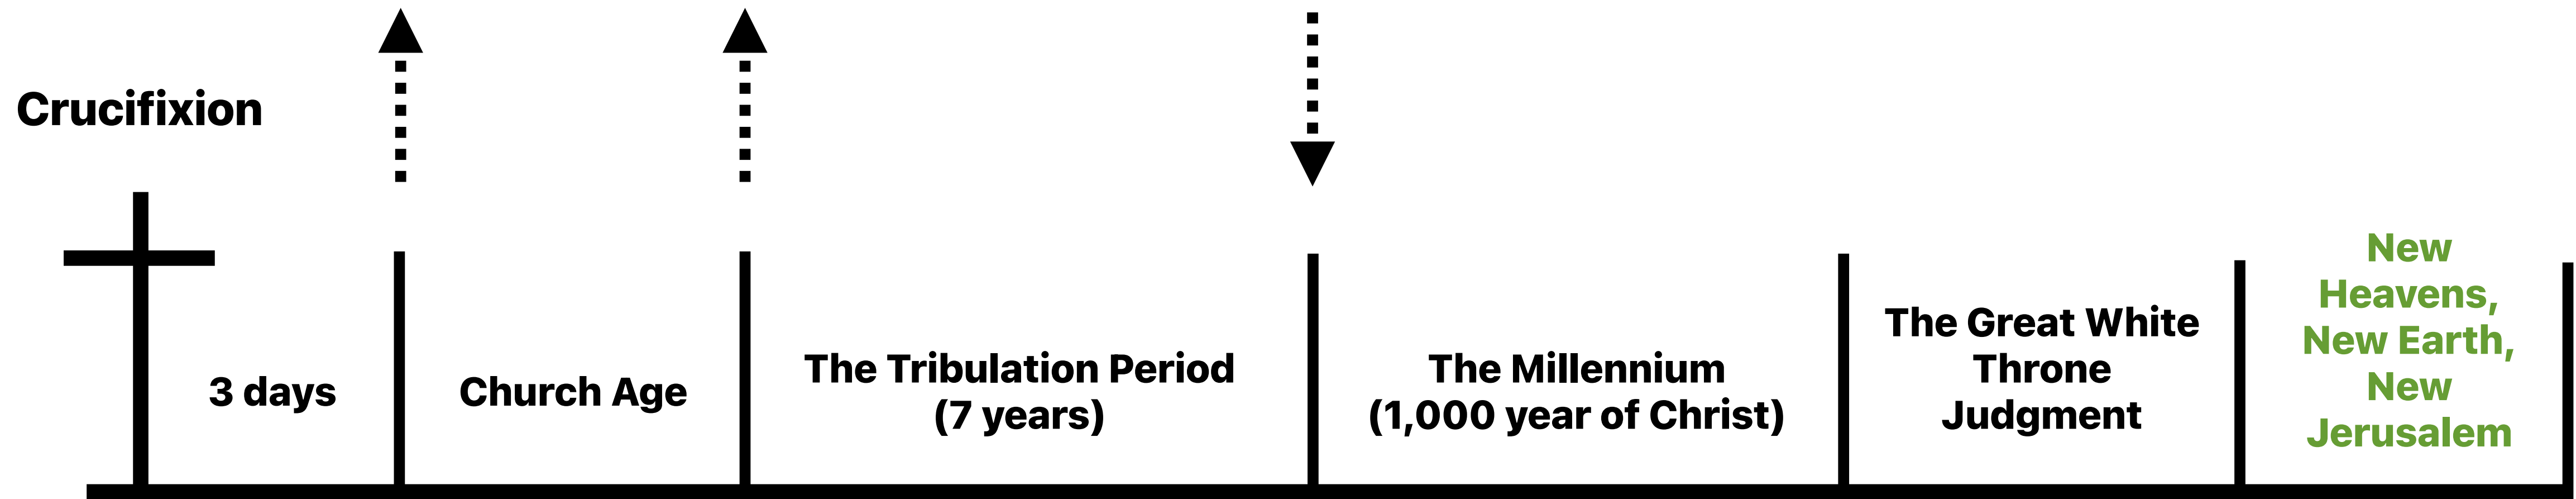 Crucifixion
3 days
Church Age
The Tribulation Period
(7 years)
The Millennium
(1,000 year of Christ)
The Great White
Throne
Judgment
New
Heavens,
New Earth,
New
Jerusalem